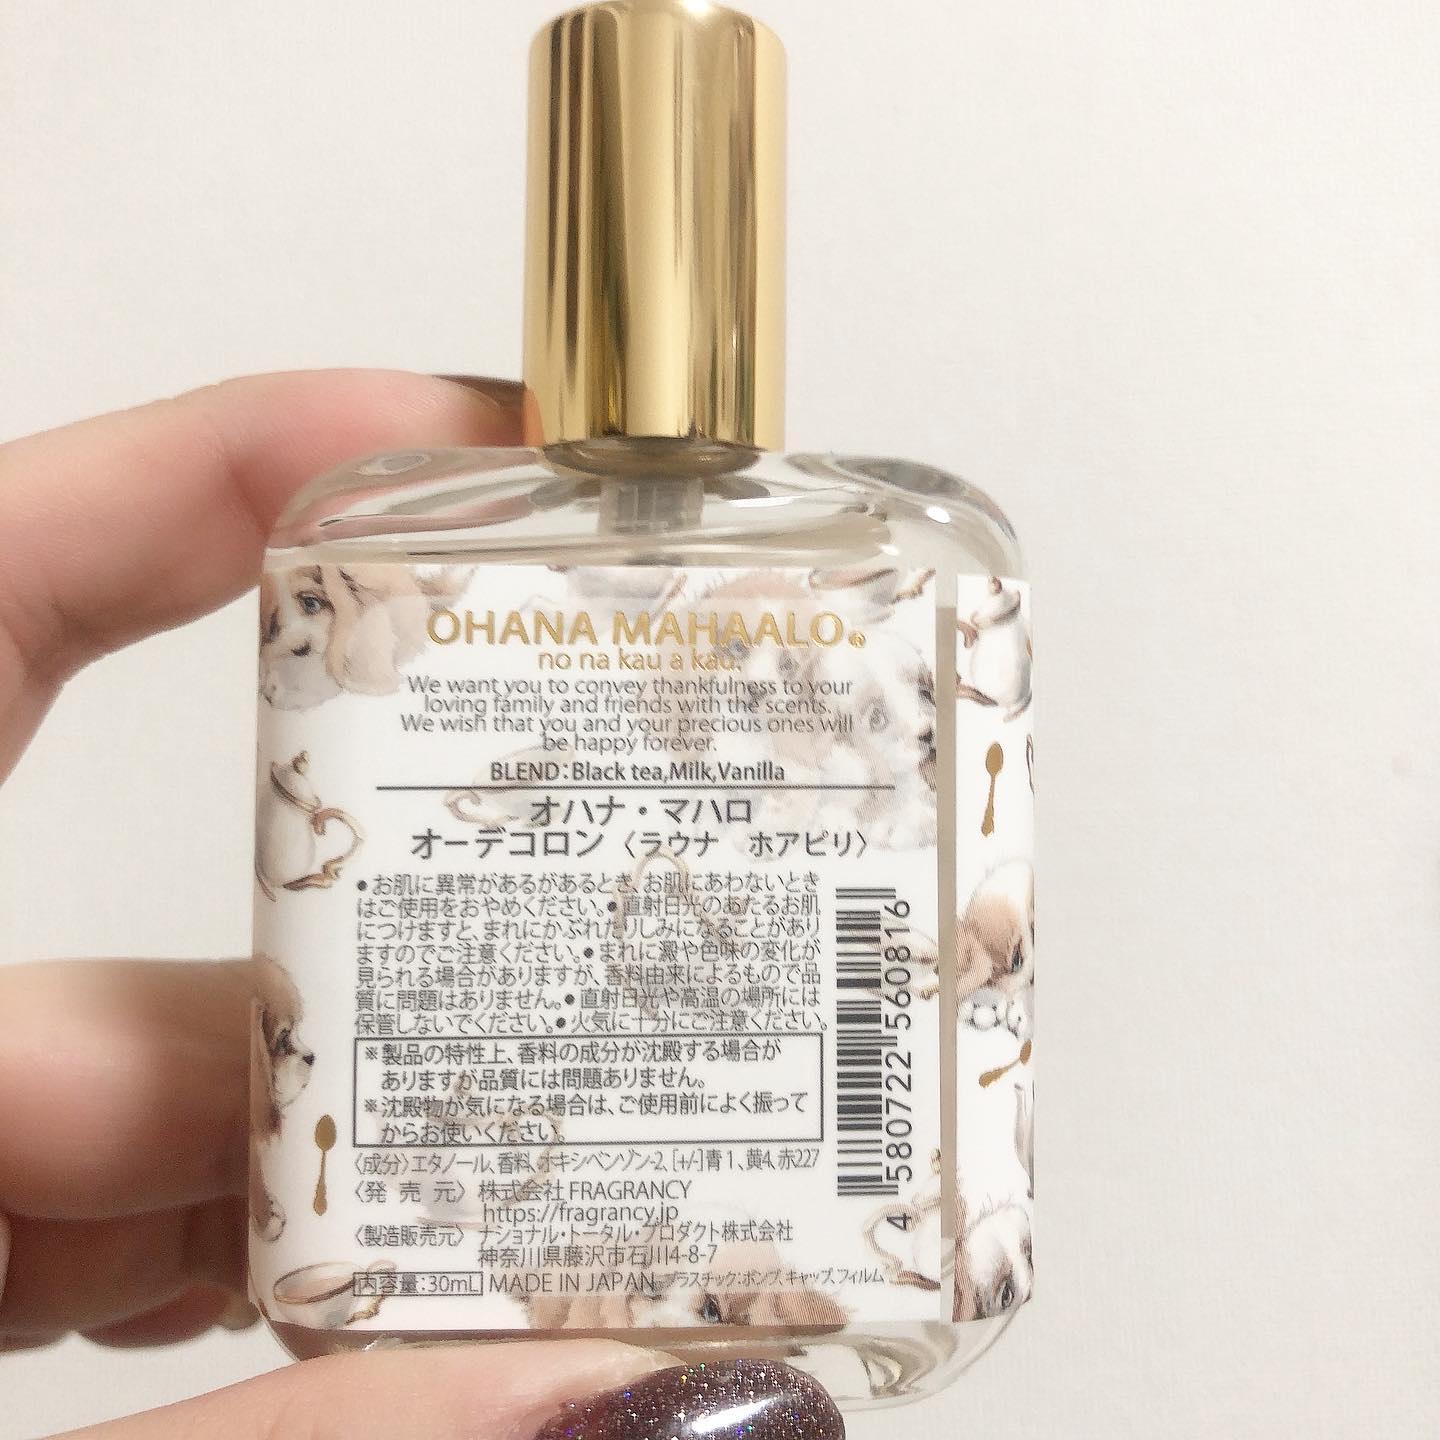 OHANA MAHAALO®
no na kau a kau.
We want you to convey thankfulness to your
loving family and friends with the scents.
We wish that you and your precious ones will
be happy forever.
BLEND：Black tea,Milk,Vanilla
オハナ・マハロ
オーデコロン〈ラウナ　ホアピリ〉
●お肌に異常があるがあるとき、お肌にあわないとき
はご使用をおやめください。●直射日光のあたるお肌
につけますと、まれにかぶれたりしみになることがあり
ますのでご注意ください。●まれに澱や色味の変化が
見られる場合がありますが、香料由来によるもので品
質に問題はありません。●直射日光や高温の場所には
保管しないでください。●火気に十分にご注意ください。
※製品の特性上、香料の成分が沈殿する場合が
ありますが品質には問題ありません。
※沈殿物が気になる場合は、ご使用前によく振って
からお使いください。
〈成分〉エタノール、香料、オキシベンゾン-2、[+/-]青1、黄4、赤227
〈発 売 元〉 株式会社 FRAGRANCY
https://fragrancy.jp
〈製造販売元〉 ナショナル・トータル・プロダクト株式会社
神奈川県藤沢市石川4-8-7
内容量：30mL MADE IN JAPAN プラスチック：ポンプ、キャップ、フィルム
4 580722 560816